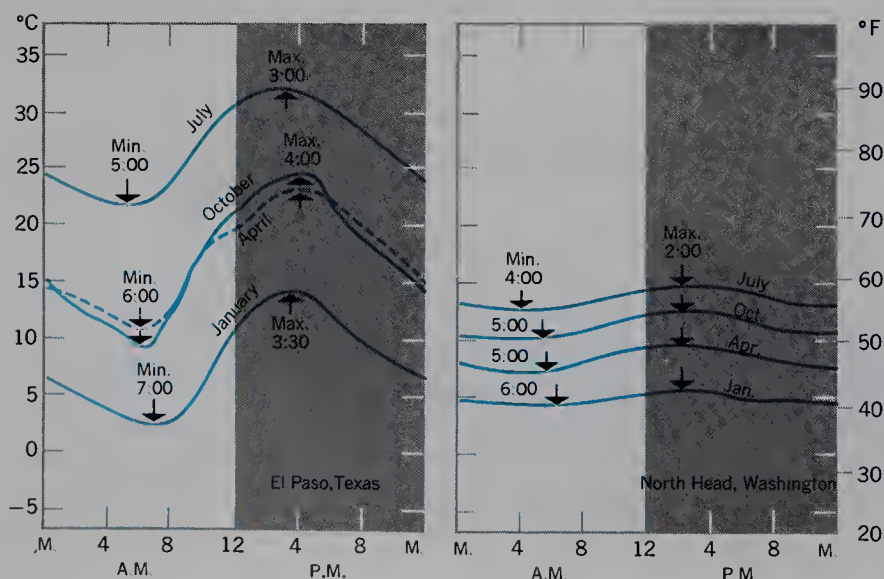 °C
35
30
25
20
15
10
5
0
−5
Max.
3:00
July
Min.
5:00
Max.
4:00
October
April
Min.
6:00
January
Max.
3:30
Min.
7:00
El Paso, Texas
.M.
4
8
12
4
8
M.
A.M.
P.M.
°F
90
80
70
60
50
40
30
20
Max.
2:00
Min.
4:00
July
5:00
Oct.
5:00
Apr.
6:00
Jan.
North Head, Washington
M.
4
8
12
4
8
M.
A.M.
P.M